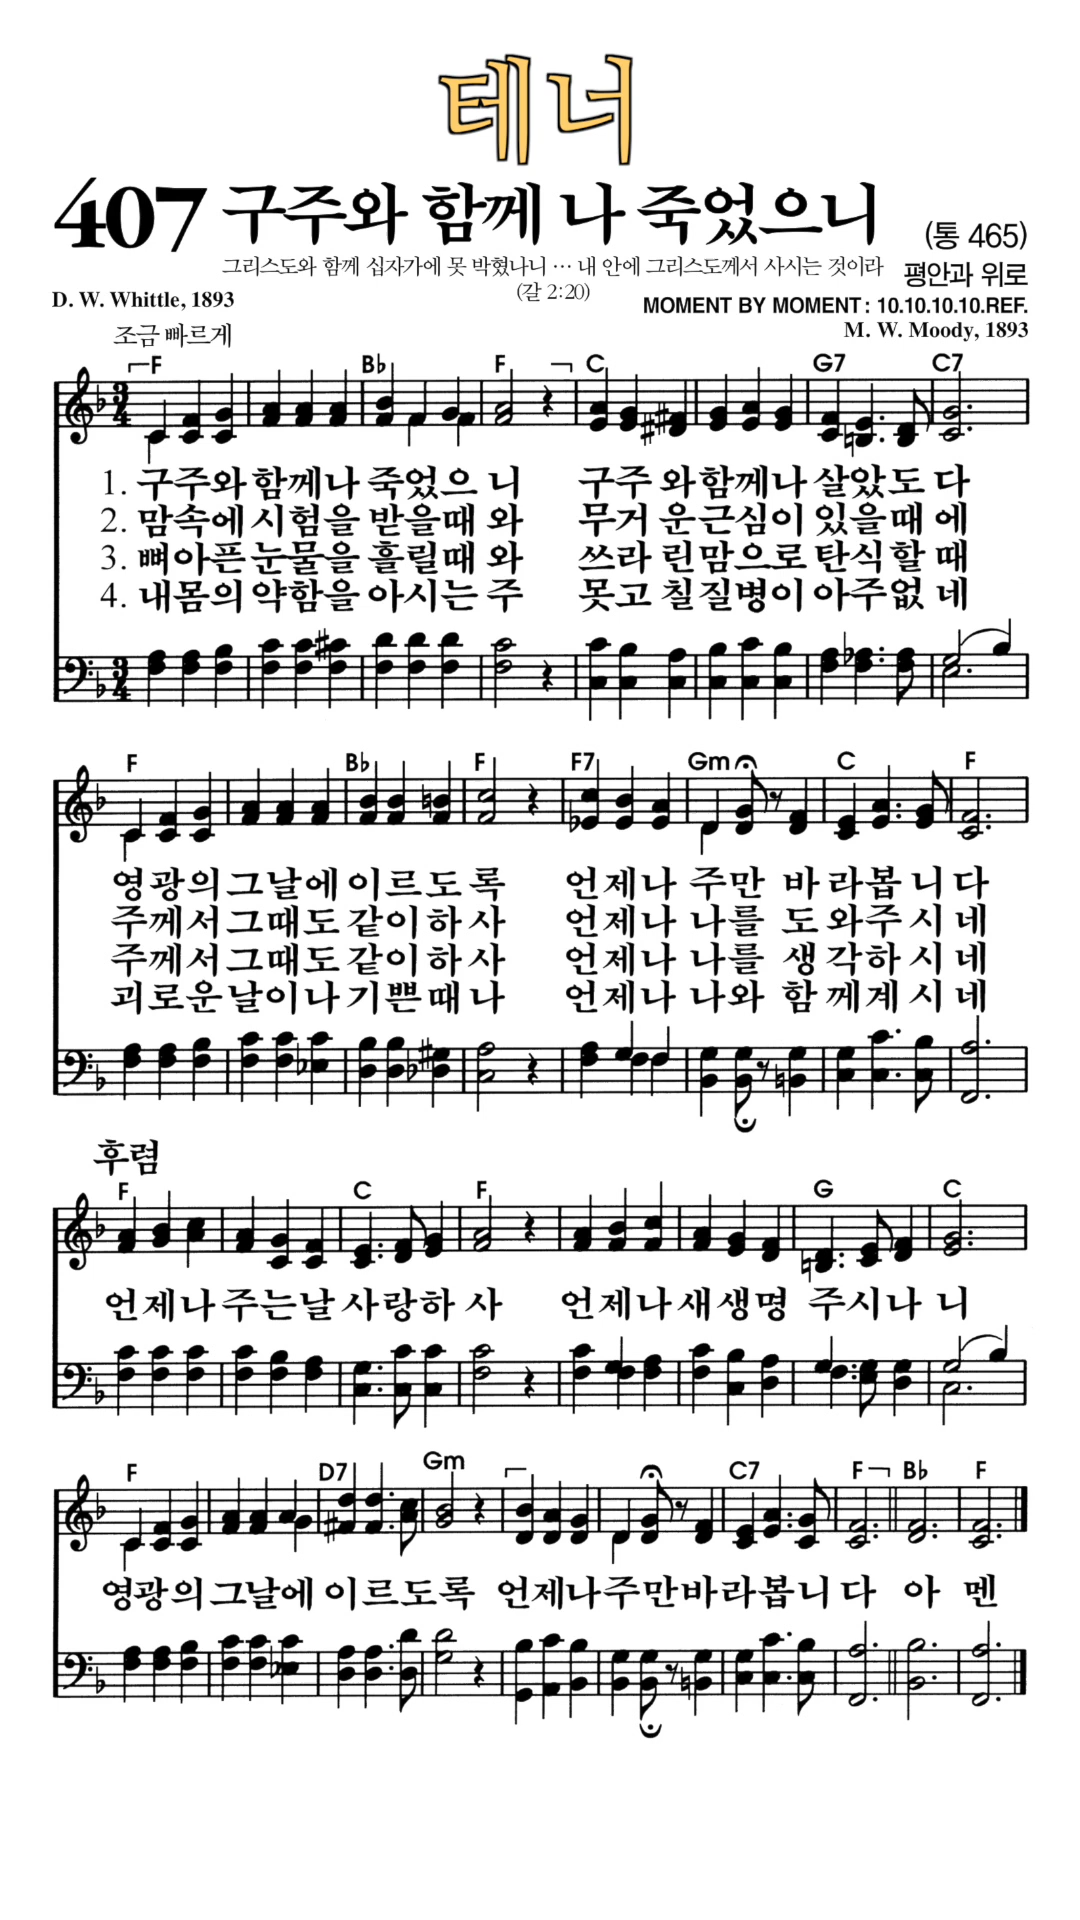 테너
407 구주와 함께 나 죽었으니 (통 465)
그리스도와 함께 십자가에 못 박혔나니 … 내 안에 그리스도께서 사시는 것이라
(갈 2:20)
평안과 위로
D. W. Whittle, 1893
MOMENT BY MOMENT : 10.10.10.10.REF.
M. W. Moody, 1893
조금 빠르게
F B♭ F C G7 C7
1. 구주와 함께나 죽었으니 구주와함께나 살았도다
2. 맘속에 시험을 받을때와 무거운근심이 있을때에
3. 뼈아픈눈물을 흘릴때와 쓰라린맘으로 탄식할때
4. 내몸의 약함을 아시는주 못고칠질병이 아주없네
F B♭ F F7 Gm C F
영광의그날에 이르도록 언제나 주만 바라봅니다
주께서그때도 같이하사 언제나 나를 도와주시네
주께서그때도 같이하사 언제나 나를 생각하시네
괴로운날이나 기쁜때나 언제나 나와 함께계시네
후렴
F C F G C
언제나주는날 사랑하사 언제나새생명 주시나니
F D7 Gm C7 F B♭ F
영광의그날에 이르도록 언제나주만바라봅니다 아멘